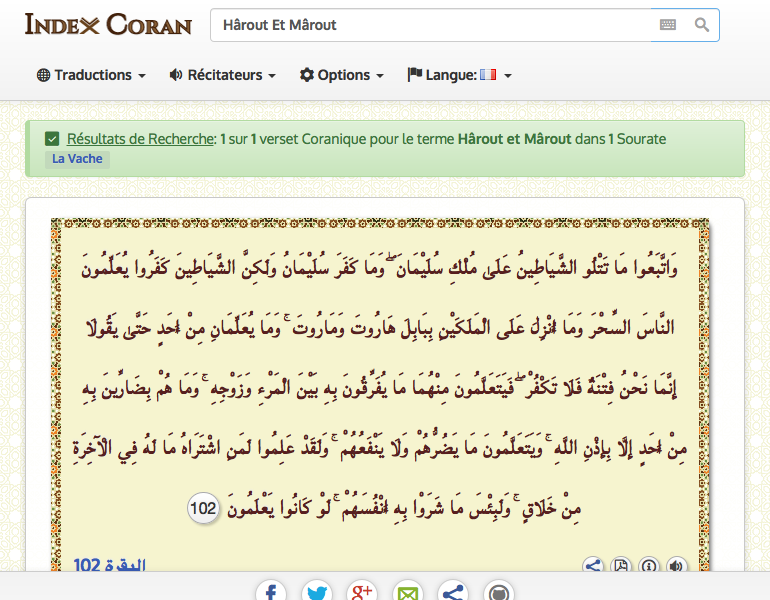 INDEX CORAN
Hârout Et Mârout
Traductions Récitateurs Options Langue:
Résultats de Recherche: 1 sur 1 verset Coranique pour le terme Hârout et Mârout dans 1 Sourate
La Vache
وَاتَّبَعُوا مَا تَتْلُو الشَّيَاطِينُ عَلَىٰ مُلْكِ سُلَيْمَانَ ۖ وَمَا كَفَرَ سُلَيْمَانُ وَلَٰكِنَّ الشَّيَاطِينَ كَفَرُوا يُعَلِّمُونَ
النَّاسَ السِّحْرَ وَمَا أُنْزِلَ عَلَى الْمَلَكَيْنِ بِبَابِلَ هَارُوتَ وَمَارُوتَ ۚ وَمَا يُعَلِّمَانِ مِنْ أَحَدٍ حَتَّىٰ يَقُولَا
إِنَّمَا نَحْنُ فِتْنَةٌ فَلَا تَكْفُرْ ۖ فَيَتَعَلَّمُونَ مِنْهُمَا مَا يُفَرِّقُونَ بِهِ بَيْنَ الْمَرْءِ وَزَوْجِهِ ۚ وَمَا هُمْ بِضَارِّينَ بِهِ
مِنْ أَحَدٍ إِلَّا بِإِذْنِ اللَّهِ ۚ وَيَتَعَلَّمُونَ مَا يَضُرُّهُمْ وَلَا يَنْفَعُهُمْ ۚ وَلَقَدْ عَلِمُوا لَمَنِ اشْتَرَاهُ مَا لَهُ فِي الْآخِرَةِ
مِنْ خَلَاقٍ ۚ وَلَبِئْسَ مَا شَرَوْا بِهِ أَنْفُسَهُمْ ۚ لَوْ كَانُوا يَعْلَمُونَ 102
البقرة 102